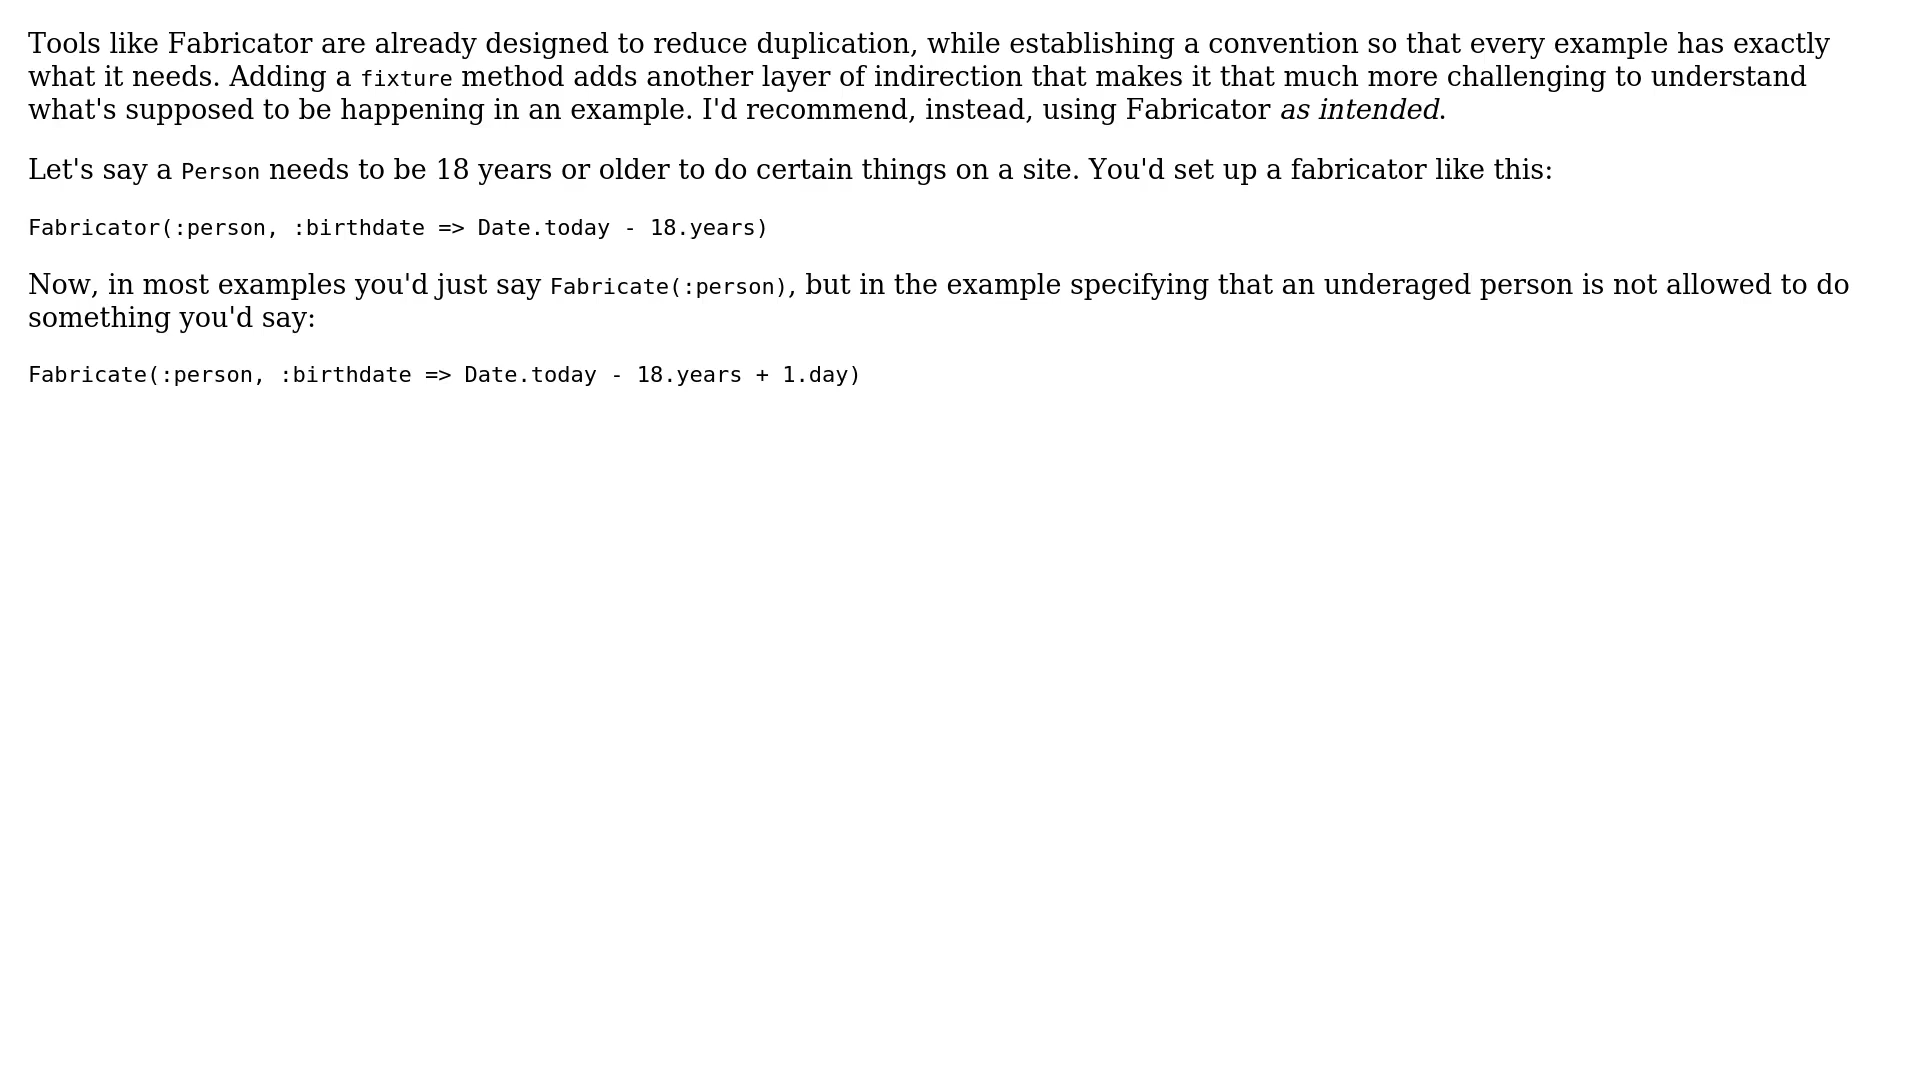 Tools like Fabricator are already designed to reduce duplication, while establishing a convention so that every example has exactly
what it needs. Adding a fixture method adds another layer of indirection that makes it that much more challenging to understand
what's supposed to be happening in an example. I'd recommend, instead, using Fabricator as intended.
Let's say a Person needs to be 18 years or older to do certain things on a site. You'd set up a fabricator like this:
Fabricator(:person, :birthdate => Date.today - 18.years)
Now, in most examples you'd just say Fabricate(:person), but in the example specifying that an underaged person is not allowed to do
something you'd say:
Fabricate(:person, :birthdate => Date.today - 18.years + 1.day)